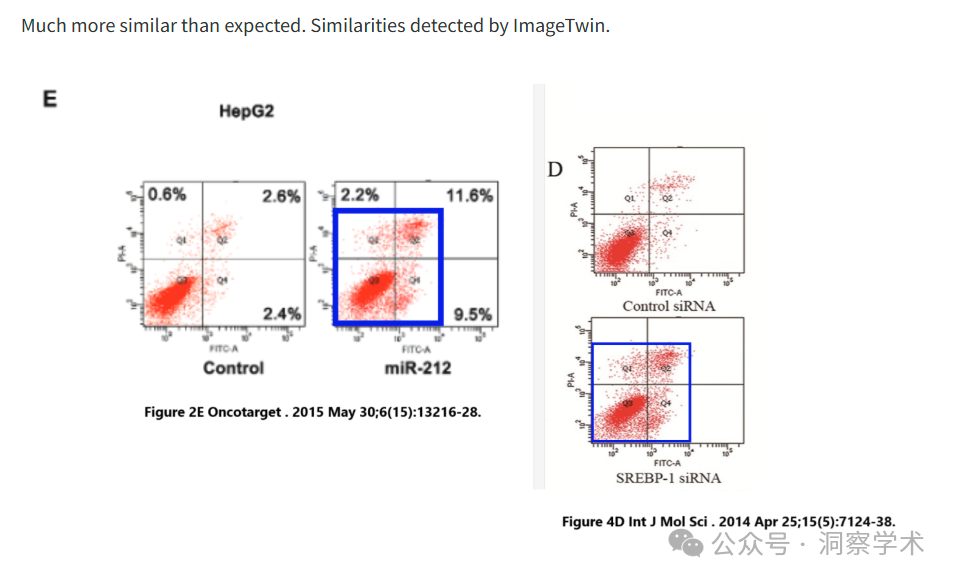 Much more similar than expected. Similarities detected by ImageTwin.
E
HepG2
0.6%
2.6%
Q1
Q2
Q3
Q4
2.4%
PI-A
FITC-A
Control
2.2%
11.6%
Q1
Q2
Q3
Q4
9.5%
PI-A
FITC-A
miR-212
Figure 2E Oncotarget . 2015 May 30;6(15):13216-28.
D
Q1
Q2
Q3
Q4
PI-A
FITC-A
Control siRNA
Q1
Q2
Q3
Q4
PI-A
FITC-A
SREBP-1 siRNA
Figure 4D Int J Mol Sci . 2014 Apr 25;15(5):7124-38.
公众号 · 洞察学术